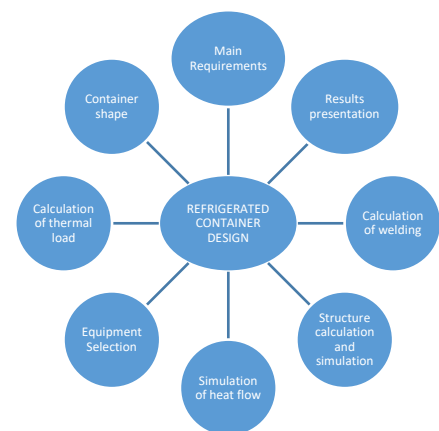 Main
Requirements
Container
shape
Results
presentation
Calculation
of thermal
load
REFRIGERATED
CONTAINER
DESIGN
Calculation
of welding
Equipment
Selection
Structure
calculation
and
simulation
Simulation
of heat flow